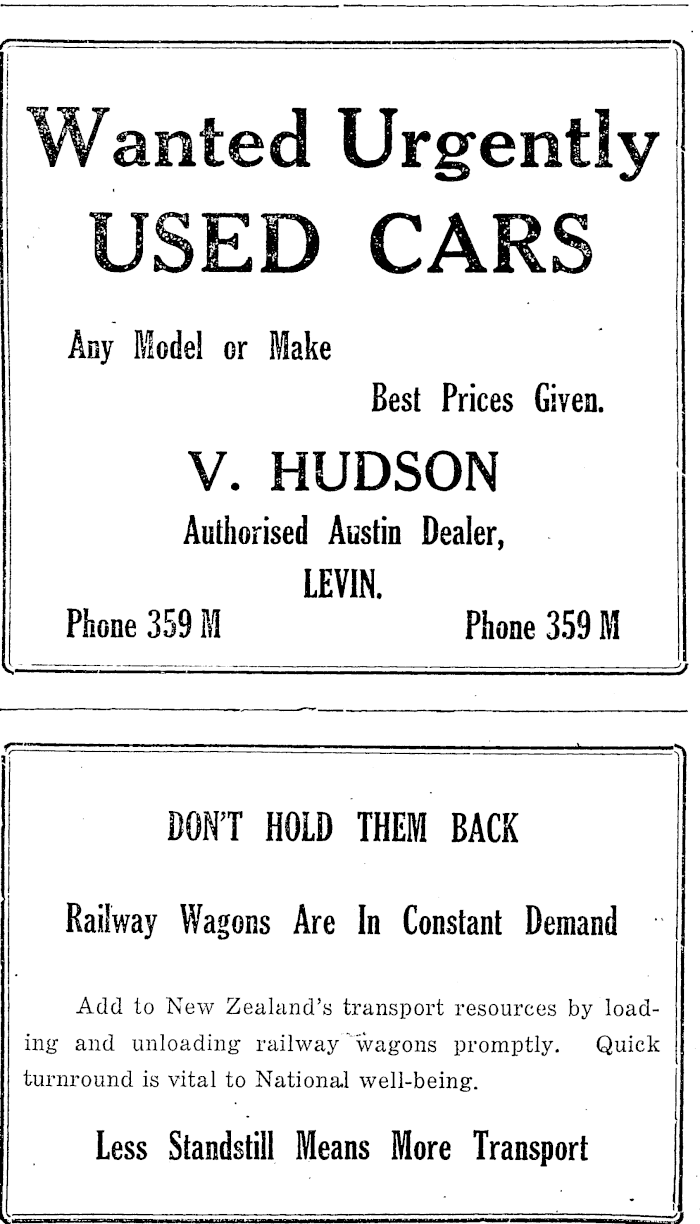 Wanted Urgently
USED CARS
Any Model or Make
Best Prices Given.
V. HUDSON
Authorised Austin Dealer,
LEVIN.
Phone 359 M Phone 359 M
DON'T HOLD THEM BACK
Railway Wagons Are In Constant Demand
Add to New Zealand's transport resources by load-
ing and unloading railway wagons promptly. Quick
turnround is vital to National well-being.
Less Standstill Means More Transport